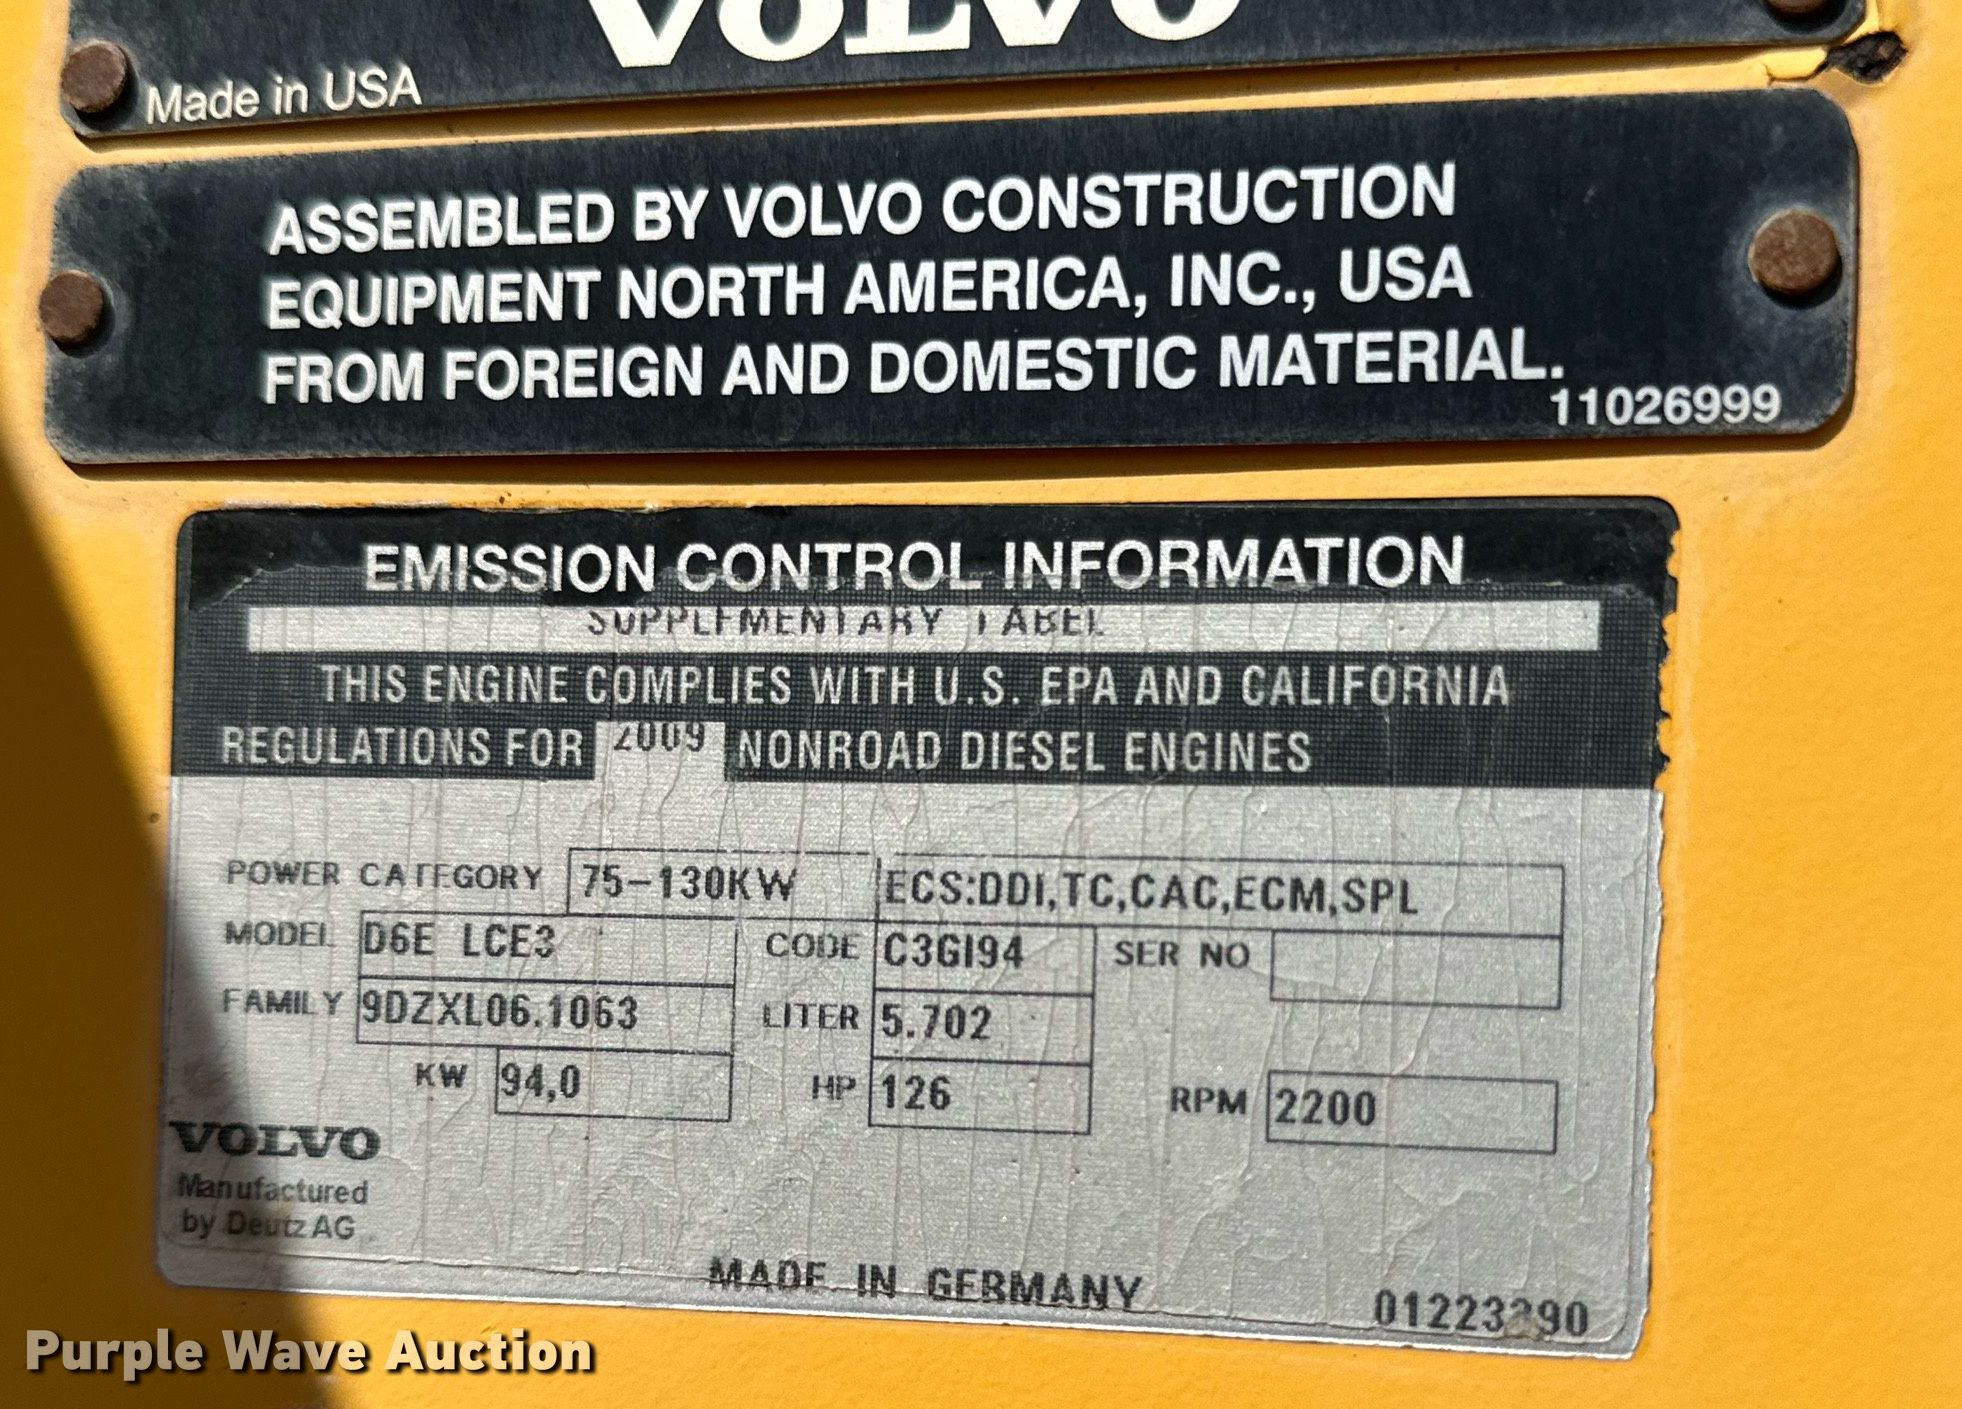 VOLVO
Made in USA
ASSEMBLED BY VOLVO CONSTRUCTION
EQUIPMENT NORTH AMERICA, INC., USA
FROM FOREIGN AND DOMESTIC MATERIAL.
11026999
EMISSION CONTROL INFORMATION
SUPPLEMENTARY LABEL
THIS ENGINE COMPLIES WITH U.S. EPA AND CALIFORNIA
REGULATIONS FOR 2009 NONROAD DIESEL ENGINES
POWER CATEGORY 75-130KW ECS:DDI,TC,CAC,ECM,SPL
MODEL D6E LCE3 CODE C3GI94 SER NO
FAMILY 9DZXL06.1063 LITER 5.702
KW 94,0 HP 126 RPM 2200
VOLVO
Manufactured
by Deutz AG
MADE IN GERMANY
Purple Wave Auction